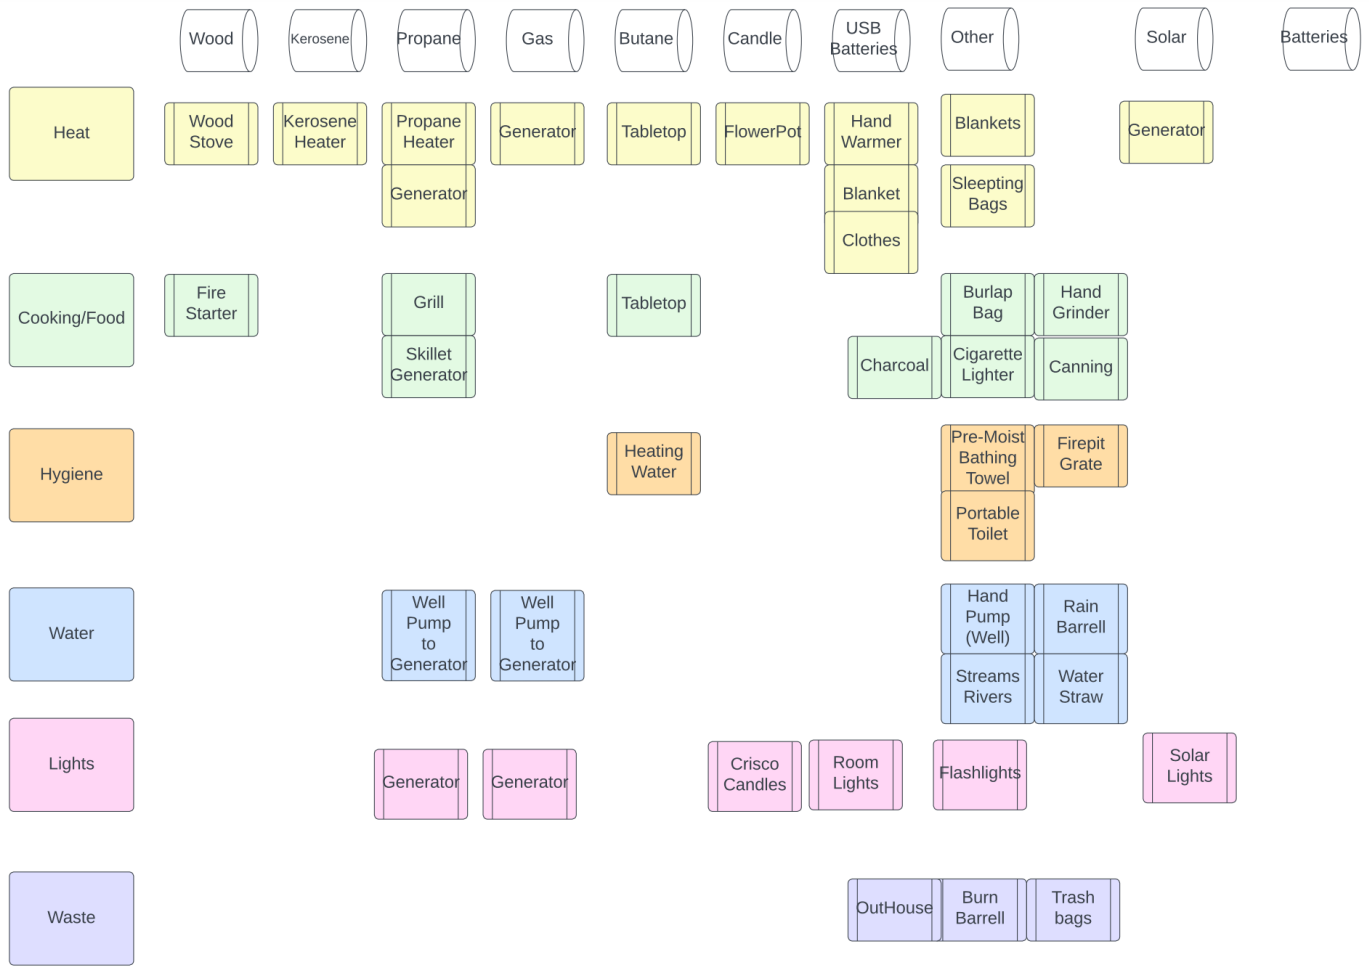 Wood
Kerosene
Propane
Gas
Butane
Candle
USB
Batteries
Other
Solar
Batteries
Heat
Wood
Stove
Kerosene
Heater
Propane
Heater
Generator
Tabletop
FlowerPot
Hand
Warmer
Blankets
Generator
Generator
Blanket
Sleepting
Bags
Clothes
Cooking/Food
Fire
Starter
Grill
Tabletop
Burlap
Bag
Hand
Grinder
Skillet
Generator
Charcoal
Cigarette
Lighter
Canning
Hygiene
Heating
Water
Pre-Moist
Bathing
Towel
Firepit
Grate
Portable
Toilet
Water
Well
Pump
to
Generator
Well
Pump
to
Generator
Hand
Pump
(Well)
Rain
Barrell
Streams
Rivers
Water
Straw
Lights
Generator
Generator
Crisco
Candles
Room
Lights
Flashlights
Solar
Lights
Waste
OutHouse
Burn
Barrell
Trash
bags